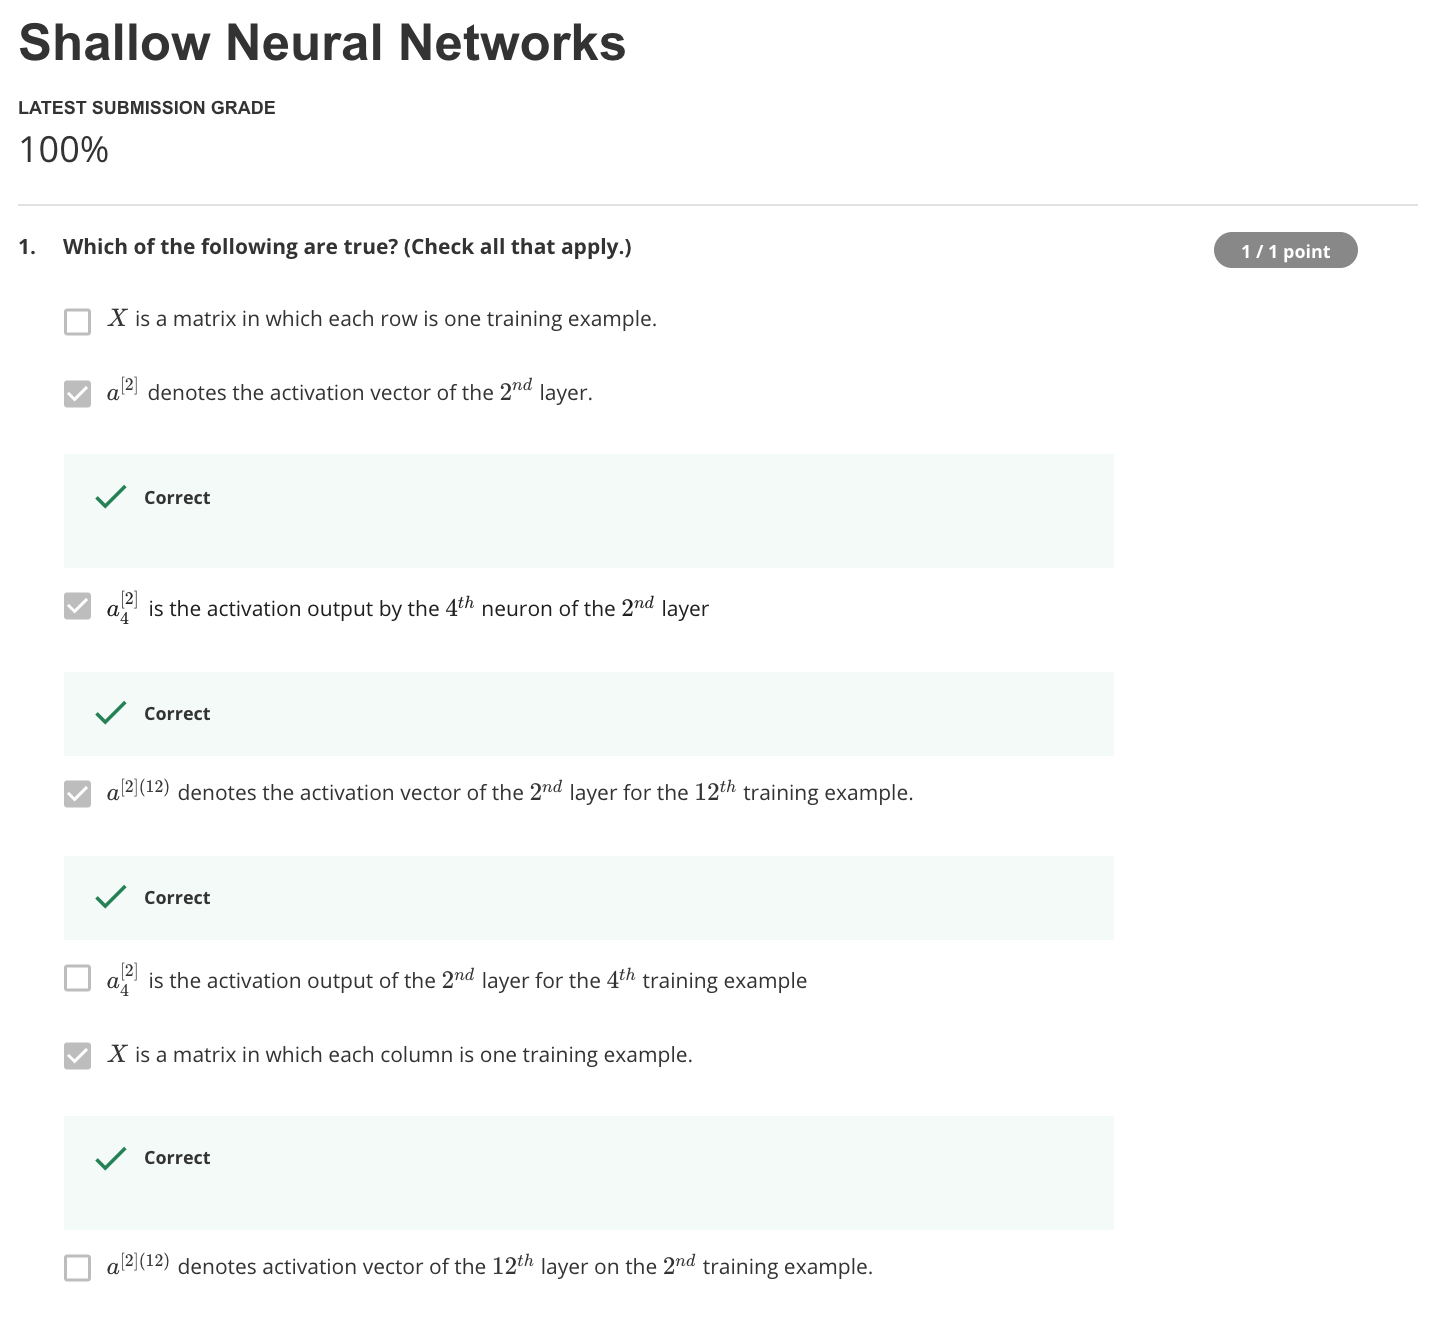 Shallow Neural Networks
LATEST SUBMISSION GRADE
100%
1. Which of the following are true? (Check all that apply.)
1 / 1 point
X is a matrix in which each row is one training example.
a^{[2]} denotes the activation vector of the 2^{nd} layer.
Correct
a^{[2]}_4 is the activation output by the 4^{th} neuron of the 2^{nd} layer
Correct
a^{[2](12)} denotes the activation vector of the 2^{nd} layer for the 12^{th} training example.
Correct
a^{[2]}_4 is the activation output of the 2^{nd} layer for the 4^{th} training example
X is a matrix in which each column is one training example.
Correct
a^{[2](12)} denotes activation vector of the 12^{th} layer on the 2^{nd} training example.